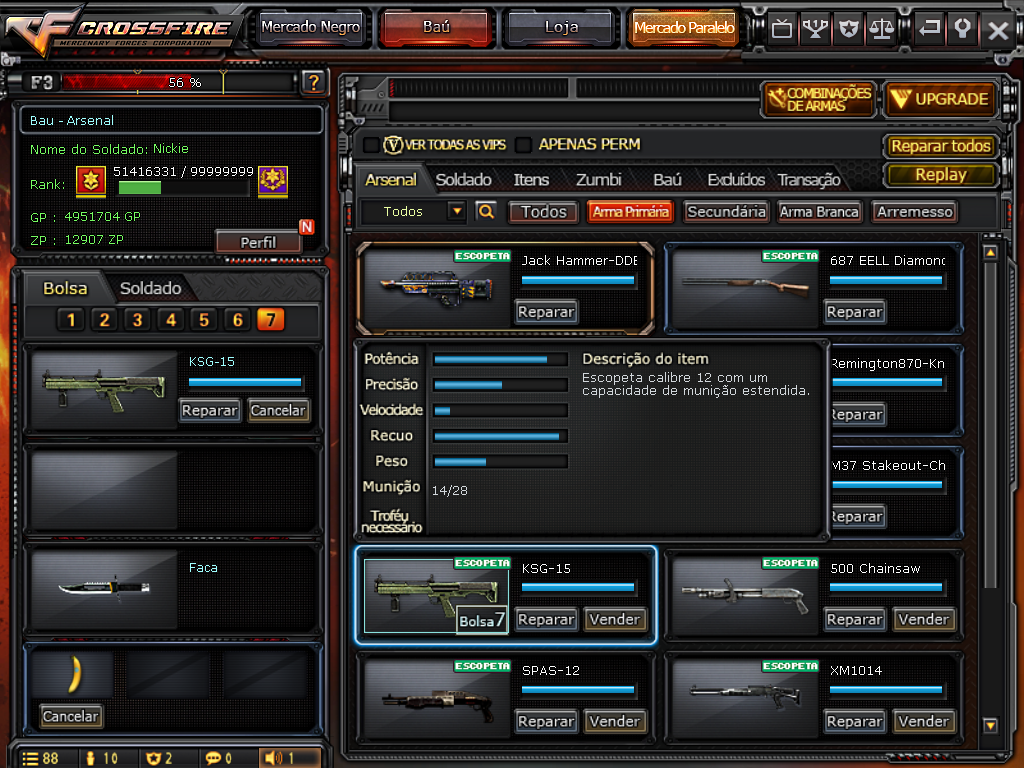 CROSSFIRE
MERCENARY FORCES CORPORATION
Mercado Negro
Baú
Loja
Mercado Paralelo
F3
56 %
?
COMBINAÇÕES
DE ARMAS
UPGRADE
Bau - Arsenal
Nome do Soldado: Nickie
Rank:
51416331 / 99999999
GP : 4951704 GP
ZP : 12907 ZP
Perfil
N
V VER TODAS AS VIPS
APENAS PERM
Reparar todos
Replay
Arsenal
Soldado
Itens
Zumbi
Baú
Excluídos
Transação
Todos
Todos
Arma Primária
Secundária
Arma Branca
Arremesso
Bolsa
Soldado
1 2 3 4 5 6 7
KSG-15
Reparar
Cancelar
Faca
Cancelar
88
10
2
0
1
ESCOPETA
Jack Hammer-DDE
Reparar
ESCOPETA
687 EELL Diamond
Reparar
Potência
Precisão
Velocidade
Recuo
Peso
Munição
14/28
Troféu
necessário
Descrição do item
Escopeta calibre 12 com um
capacidade de munição estendida.
Remington870-Kn
Reparar
M37 Stakeout-Ch
Reparar
ESCOPETA
KSG-15
Bolsa 7
Reparar
Vender
ESCOPETA
500 Chainsaw
Reparar
Vender
ESCOPETA
SPAS-12
Reparar
Vender
ESCOPETA
XM1014
Reparar
Vender